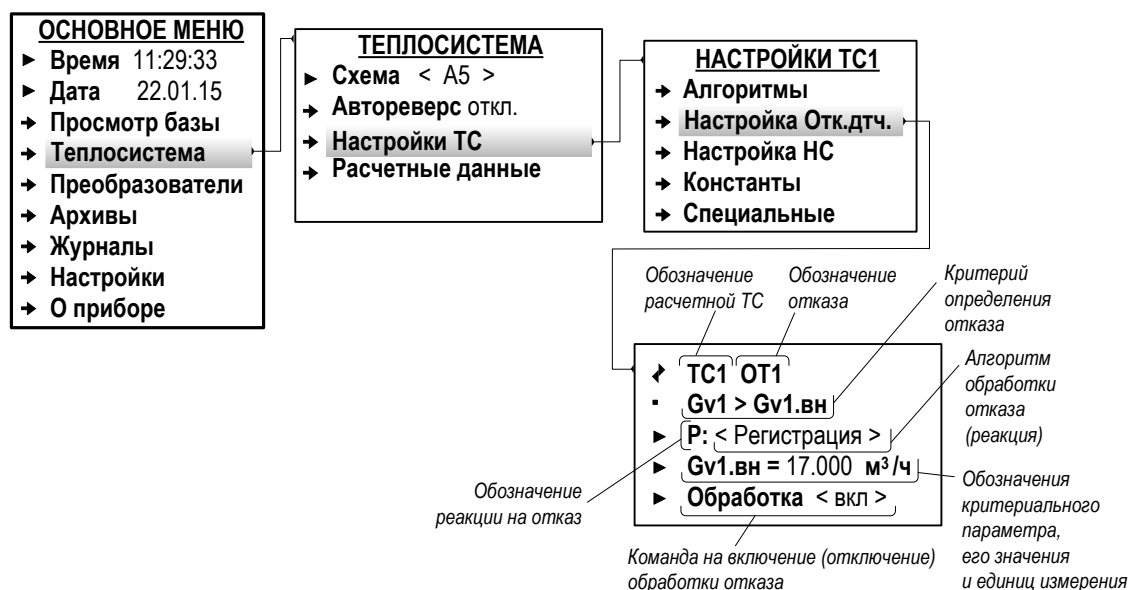 ОСНОВНОЕ МЕНЮ
Время 11:29:33
Дата 22.01.15
Просмотр базы
Теплосистема
Преобразователи
Архивы
Журналы
Настройки
О приборе
ТЕПЛОСИСТЕМА
Схема < А5 >
Автореверс откл.
Настройки ТС
Расчетные данные
НАСТРОЙКИ ТС1
Алгоритмы
Настройка Отк.дтч.
Настройка НС
Константы
Специальные
Обозначение
расчетной ТС
Обозначение
отказа
Критерий
определения
отказа
ТС1 ОТ1
Gv1 > Gv1.вн
Р: < Регистрация >
Gv1.вн = 17.000 м³/ч
Обработка < вкл >
Алгоритм
обработки
отказа
(реакция)
Обозначение
реакции на отказ
Обозначения
критериального
параметра,
его значения
и единиц измерения
Команда на включение (отключение)
обработки отказа